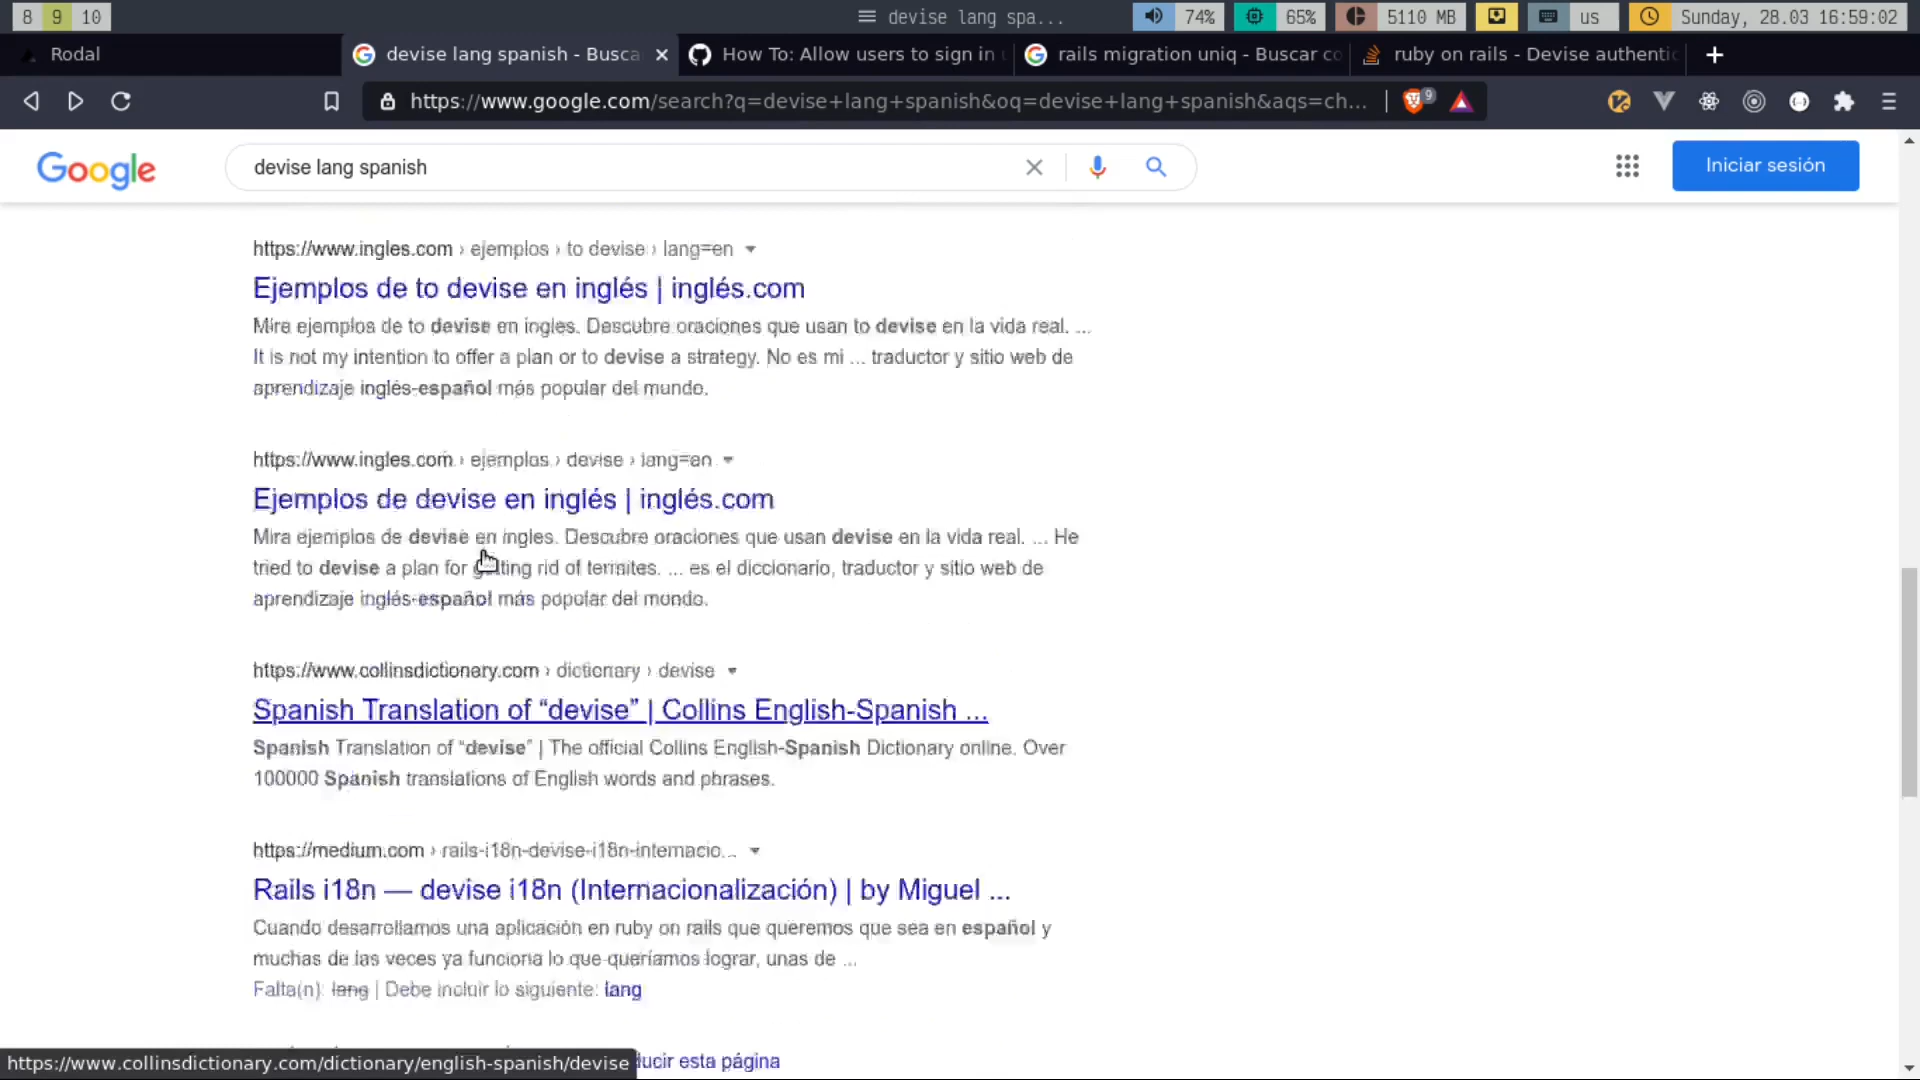 8 9 10
devise lang spa...
74%
65%
5110 MB
us
Sunday, 28.03 16:59:02
Rodal
devise lang spanish - Busca
How To: Allow users to sign in
rails migration uniq - Buscar co
ruby on rails - Devise authentic
https://www.google.com/search?q=devise+lang+spanish&oq=devise+lang+spanish&aqs=ch...
9
Google
devise lang spanish
Iniciar sesión
https://www.ingles.com › ejemplos › to devise › lang=en
Ejemplos de to devise en inglés | inglés.com
Mira ejemplos de to devise en ingles. Descubre oraciones que usan to devise en la vida real. ...
It is not my intention to offer a plan or to devise a strategy. No es mi ... traductor y sitio web de
aprendizaje inglés-español más popular del mundo.
https://www.ingles.com › ejemplos › devise › lang=en
Ejemplos de devise en inglés | inglés.com
Mira ejemplos de devise en ingles. Descubre oraciones que usan devise en la vida real. ... He
tried to devise a plan for getting rid of termites. ... es el diccionario, traductor y sitio web de
aprendizaje inglés-español más popular del mundo.
https://www.collinsdictionary.com › dictionary › devise
Spanish Translation of “devise” | Collins English-Spanish ...
Spanish Translation of “devise” | The official Collins English-Spanish Dictionary online. Over
100000 Spanish translations of English words and phrases.
https://medium.com › rails-i18n-devise-i18n-internacio...
Rails i18n — devise i18n (Internacionalización) | by Miguel ...
Cuando desarrollamos una aplicación en ruby on rails que queremos que sea en español y
muchas de las veces ya funciona lo que queríamos lograr, unas de ...
Falta(n): lang | Debe incluir lo siguiente: lang
https://www.collinsdictionary.com/dictionary/english-spanish/devise
ducir esta página